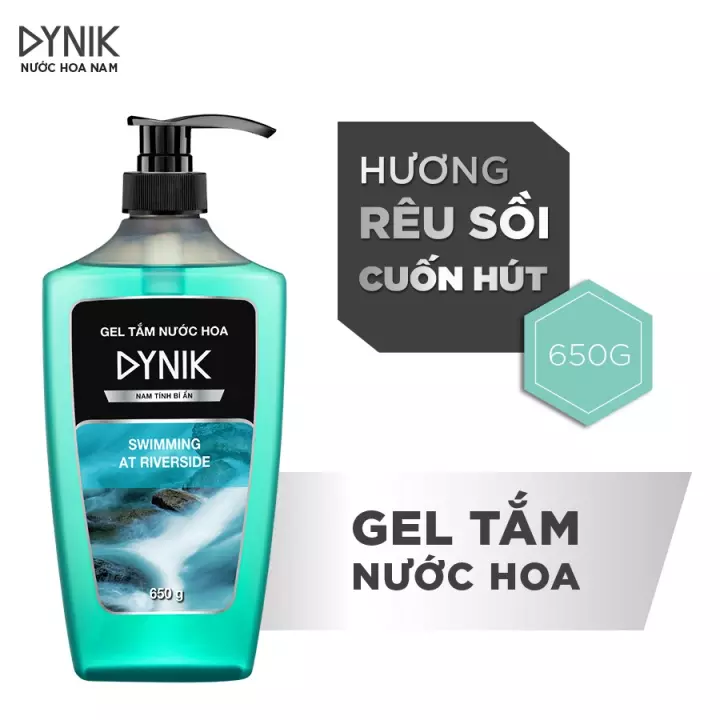 DYNIK
NƯỚC HOA NAM
HƯƠNG
RÊU SỒI
CUỐN HÚT
650G
GEL TẮM NƯỚC HOA
DYNIK
NAM TÍNH BÍ ẨN
SWIMMING
AT RIVERSIDE
650 g
GEL TẮM
NƯỚC HOA